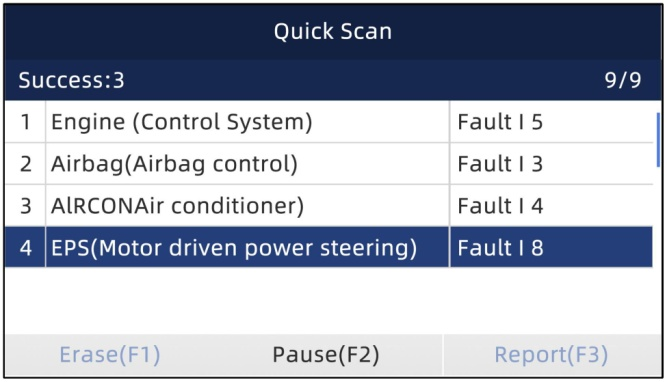 Quick Scan
Success:3 9/9
1 Engine (Control System) Fault I 5
2 Airbag(Airbag control) Fault I 3
3 AlRCONAir conditioner) Fault I 4
4 EPS(Motor driven power steering) Fault I 8
Erase(F1) Pause(F2) Report(F3)